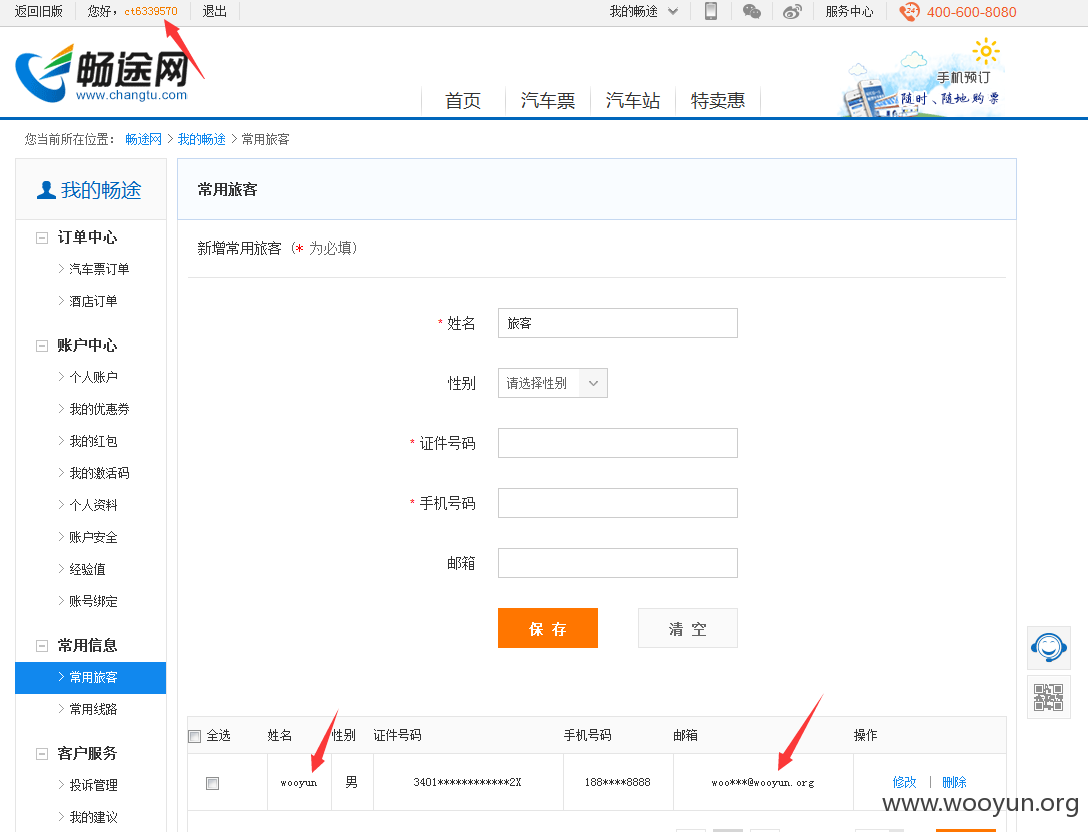 返回旧版 您好，ct6339570 退出 我的畅途 服务中心 400-600-8080
畅途网
www.changtu.com
首页 汽车票 汽车站 特卖惠
手机预订
随时、随地购票
您当前所在位置： 畅途网 > 我的畅途 > 常用旅客
我的畅途
订单中心
汽车票订单
酒店订单
账户中心
个人账户
我的优惠券
我的红包
我的激活码
个人资料
账户安全
经验值
账号绑定
常用信息
常用旅客
常用线路
客户服务
投诉管理
我的建议
常用旅客
新增常用旅客（* 为必填）
* 姓名 旅客
性别 请选择性别
* 证件号码
* 手机号码
邮箱
保 存 清 空
全选 姓名 性别 证件号码 手机号码 邮箱 操作
wooyun 男 3401************2X 188****8888 woo***@wooyun.org 修改 | 删除
www.wooyun.org